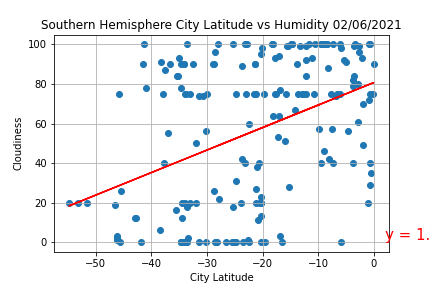 Southern Hemisphere City Latitude vs Humidity 02/06/2021
100
80
60
40
20
0
Cloudiness
−50 −40 −30 −20 −10 0
City Latitude
y = 1.